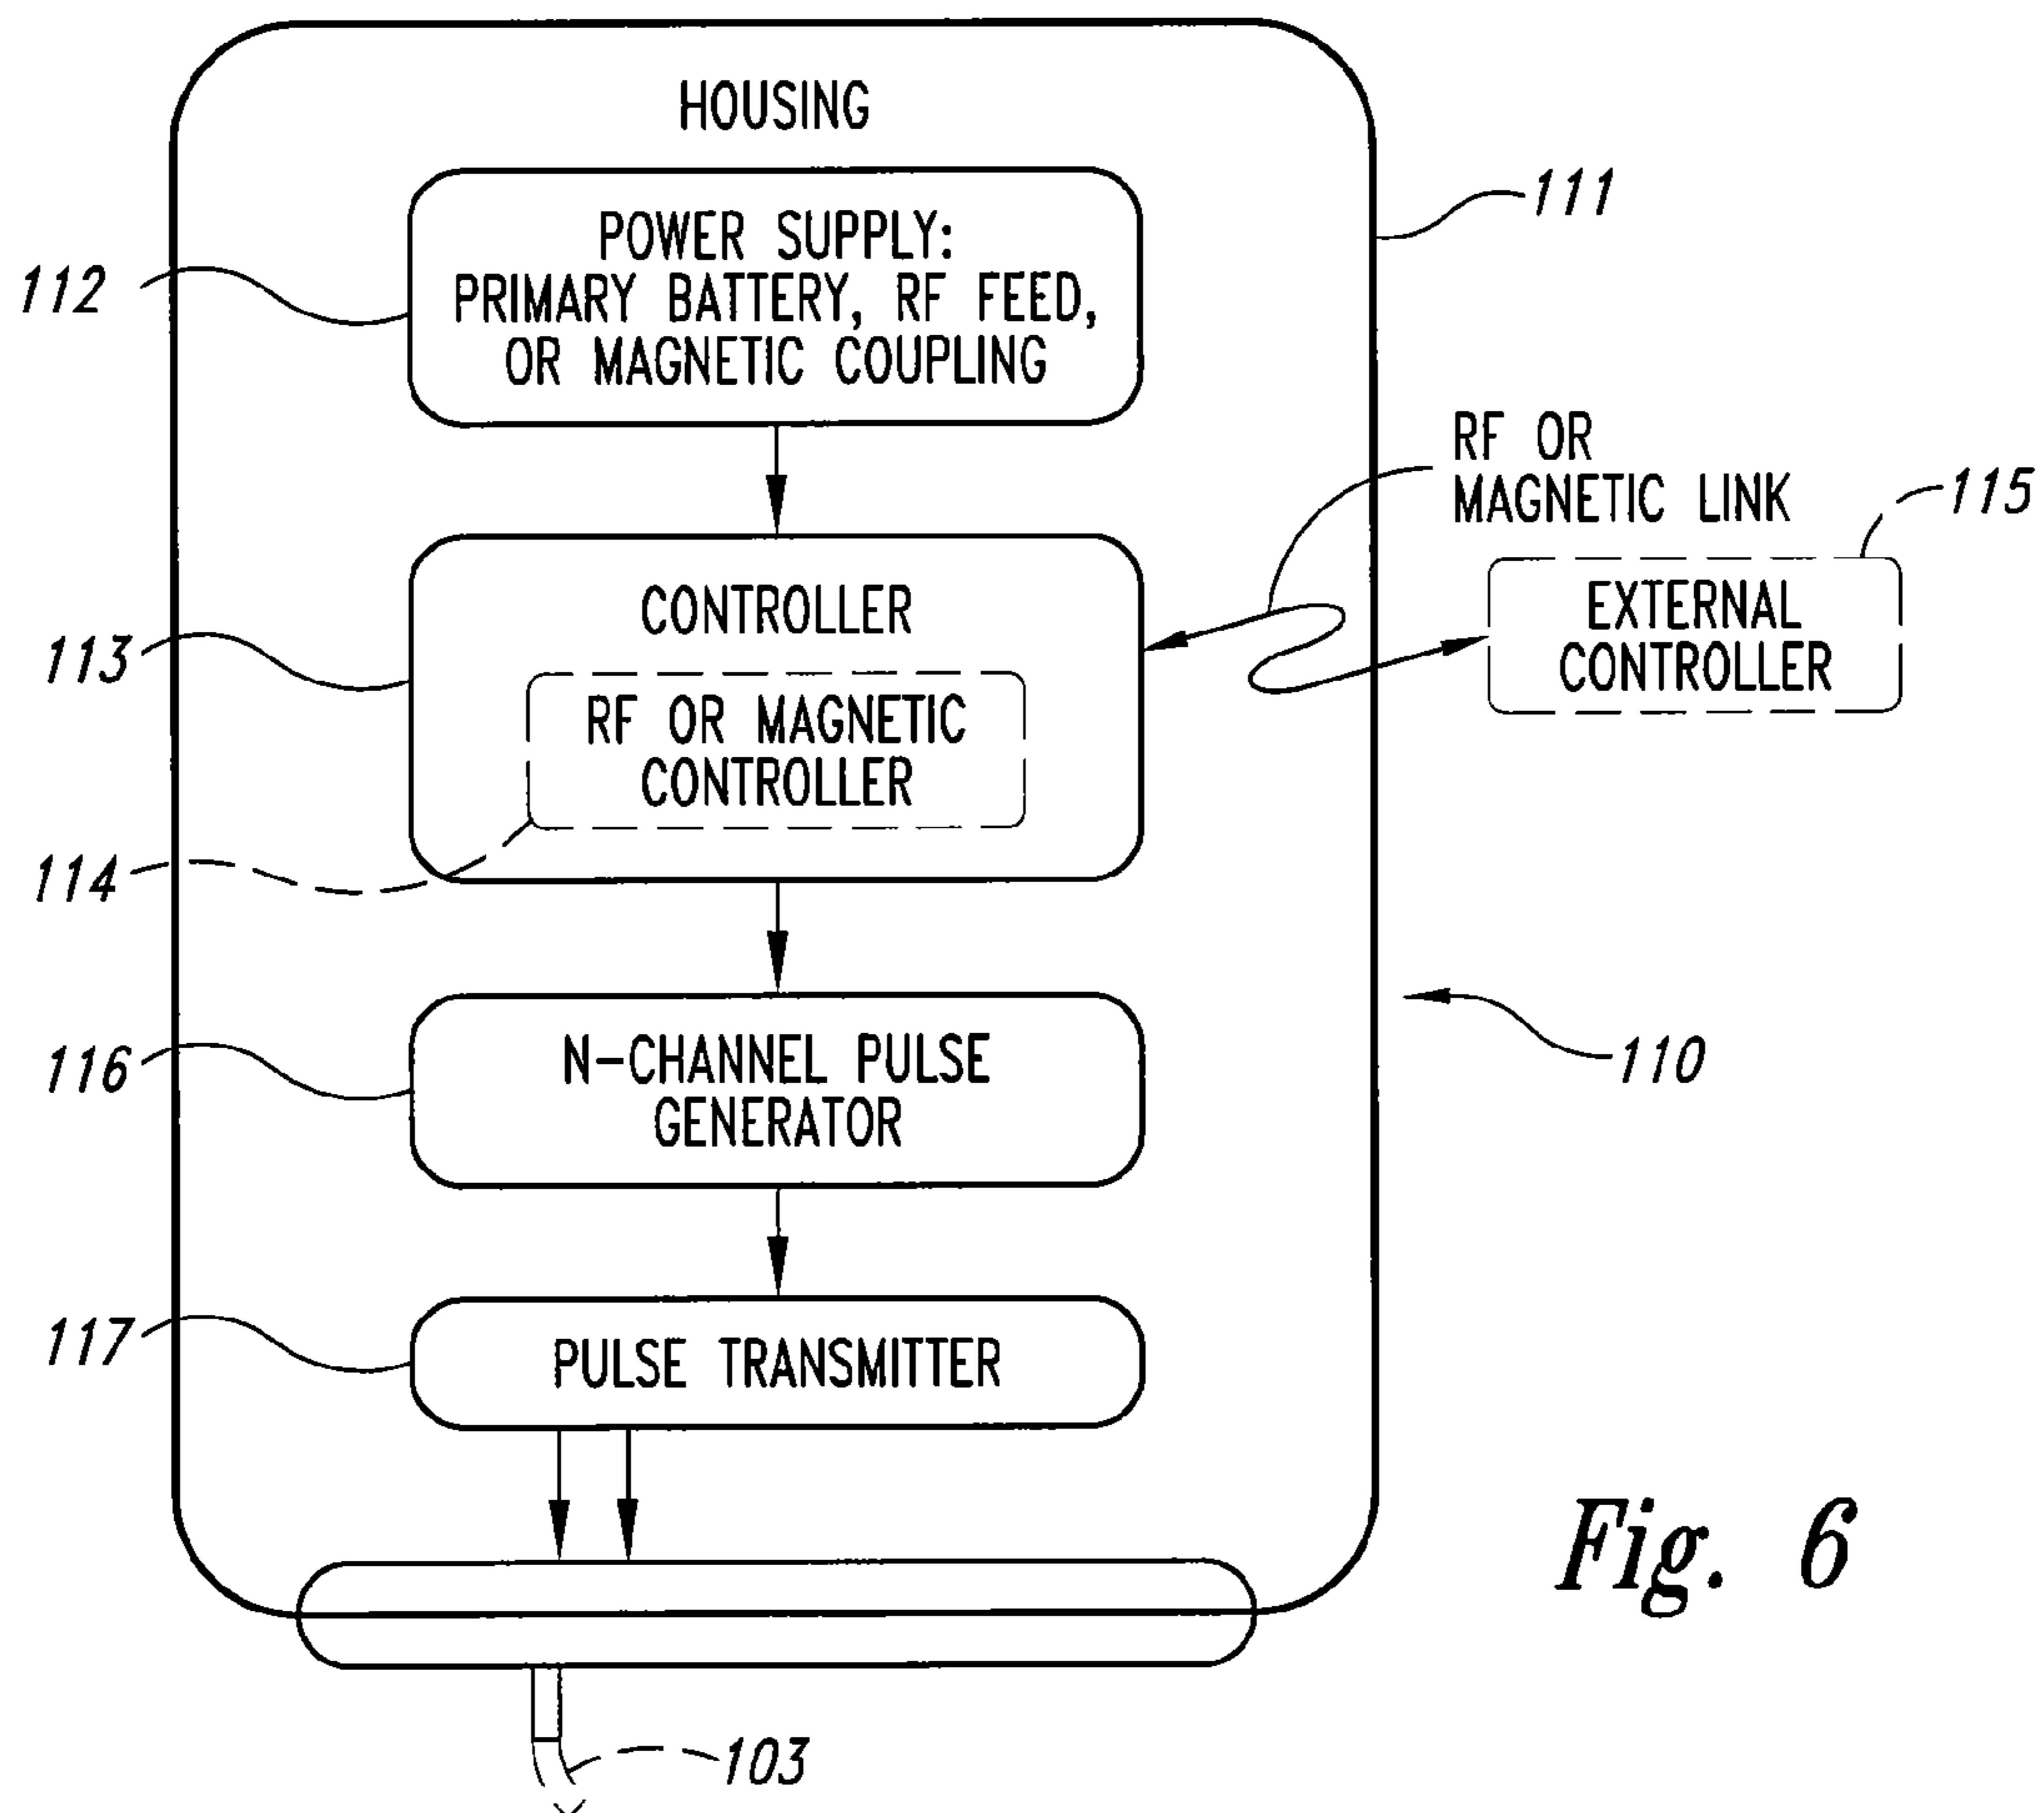 HOUSING
POWER SUPPLY:
PRIMARY BATTERY, RF FEED,
OR MAGNETIC COUPLING
111
112
RF OR
MAGNETIC LINK
115
CONTROLLER
EXTERNAL
CONTROLLER
113
RF OR MAGNETIC
CONTROLLER
114
N-CHANNEL PULSE
GENERATOR
116
110
PULSE TRANSMITTER
117
Fig. 6
103